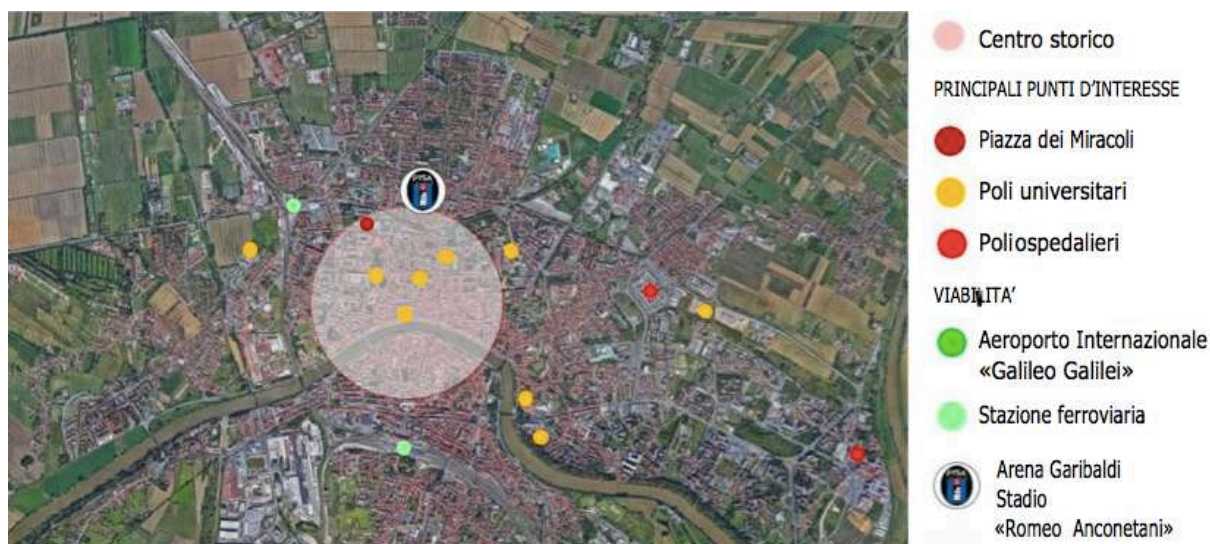 Centro storico
PRINCIPALI PUNTI D'INTERESSE
Piazza dei Miracoli
Poli universitari
Poliospedalieri
VIABILITA'
Aeroporto Internazionale
«Galileo Galilei»
Stazione ferroviaria
Arena Garibaldi
Stadio
«Romeo Anconetani»
PISA